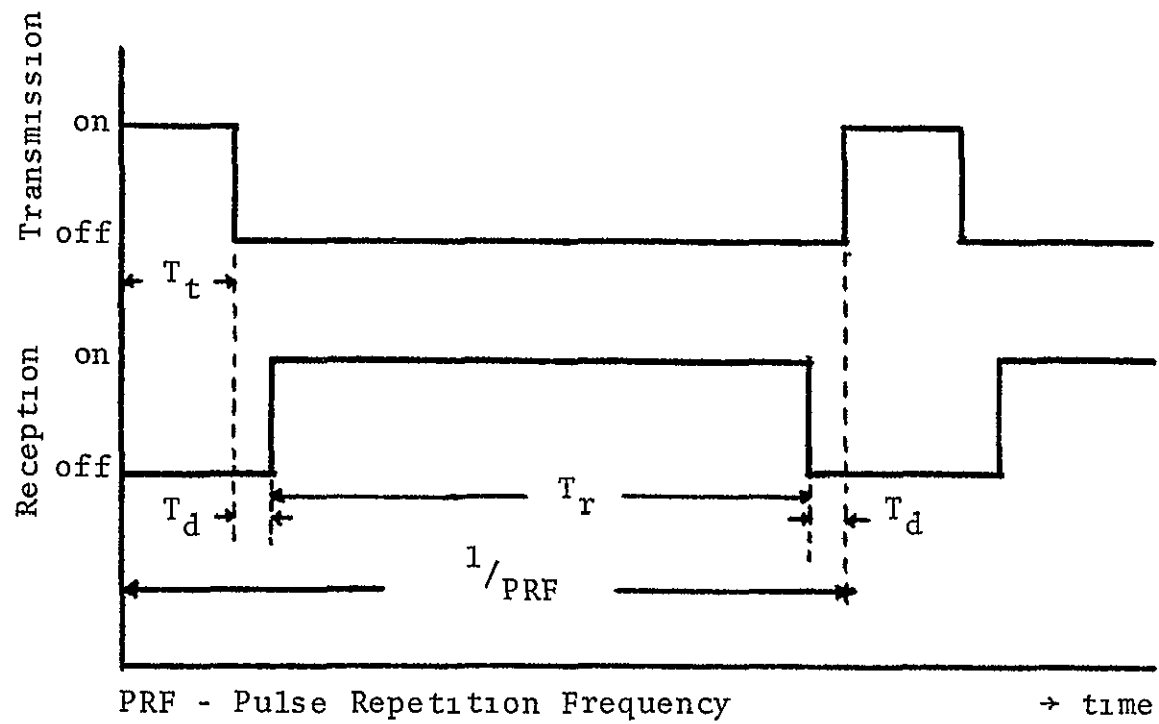 Transmission
on
off
T_t
Reception
on
off
T_d
T_r
T_d
1/PRF
PRF - Pulse Repetition Frequency
→ time